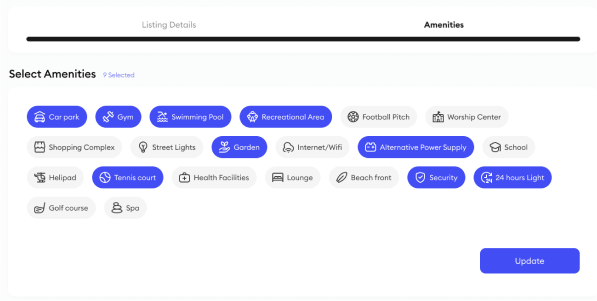 Listing Details Amenities
Select Amenities 9 Selected
Car park Gym Swimming Pool Recreational Area Football Pitch Worship Center
Shopping Complex Street Lights Garden Internet/Wifi Alternative Power Supply School
Helipad Tennis court Health Facilities Lounge Beach front Security 24 hours Light
Golf course Spa
Update